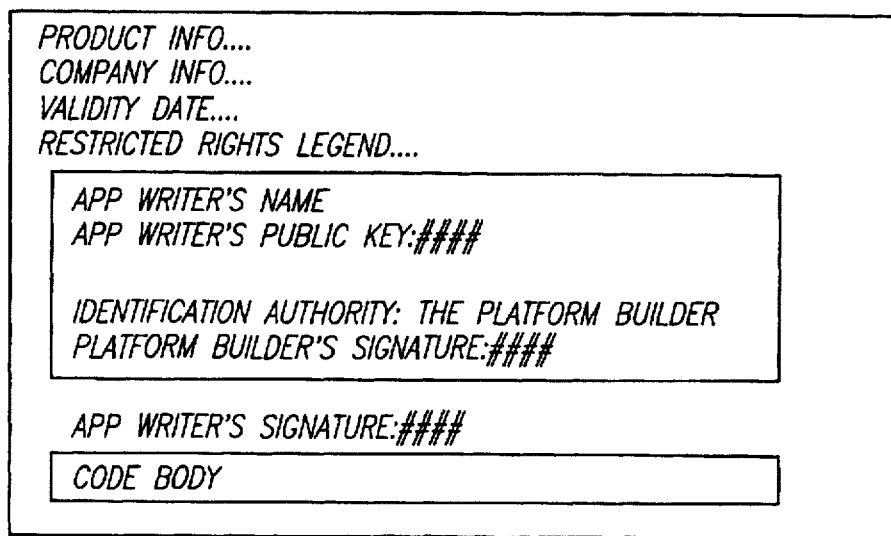 PRODUCT INFO....
COMPANY INFO....
VALIDITY DATE....
RESTRICTED RIGHTS LEGEND....
APP WRITER'S NAME
APP WRITER'S PUBLIC KEY:####
IDENTIFICATION AUTHORITY: THE PLATFORM BUILDER
PLATFORM BUILDER'S SIGNATURE:####
APP WRITER'S SIGNATURE:####
CODE BODY